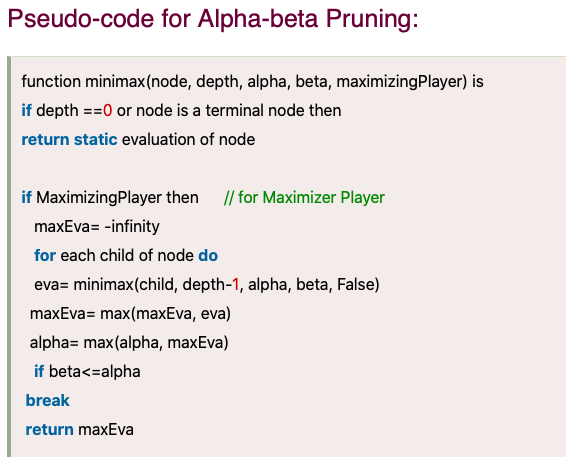 Pseudo-code for Alpha-beta Pruning:
function minimax(node, depth, alpha, beta, maximizingPlayer) is
if depth ==0 or node is a terminal node then
return static evaluation of node
if MaximizingPlayer then      // for Maximizer Player
maxEva= -infinity
for each child of node do
eva= minimax(child, depth-1, alpha, beta, False)
maxEva= max(maxEva, eva)
alpha= max(alpha, maxEva)
if beta<=alpha
break
return maxEva